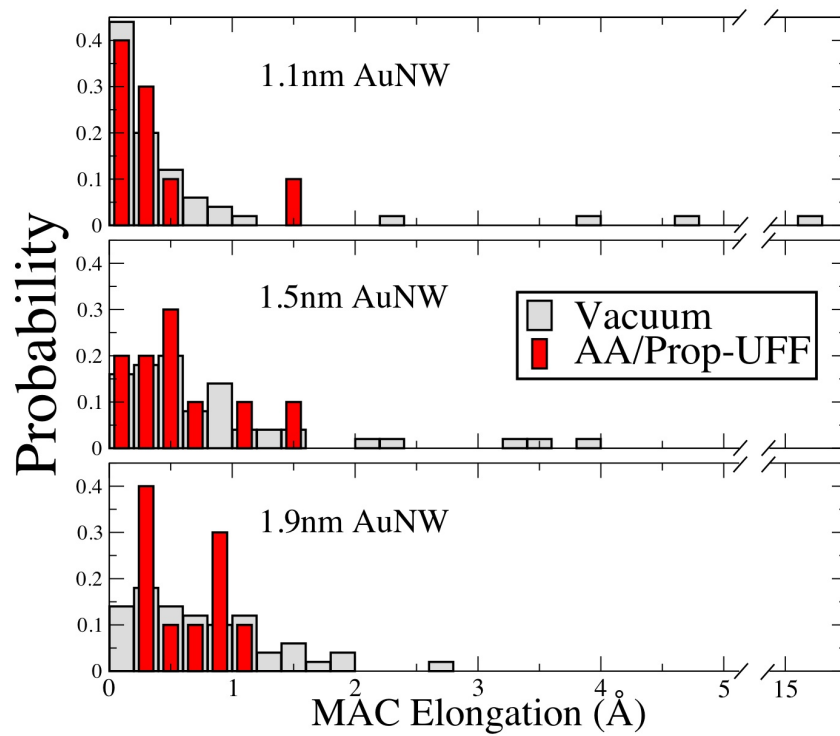 0.4
0.3
0.2
0.1
0
1.1nm AuNW
0.4
0.3
0.2
0.1
0
1.5nm AuNW
Vacuum
AA/Prop-UFF
0.4
0.3
0.2
0.1
0
1.9nm AuNW
0 1 2 3 4 5 15
MAC Elongation (Å)
Probability